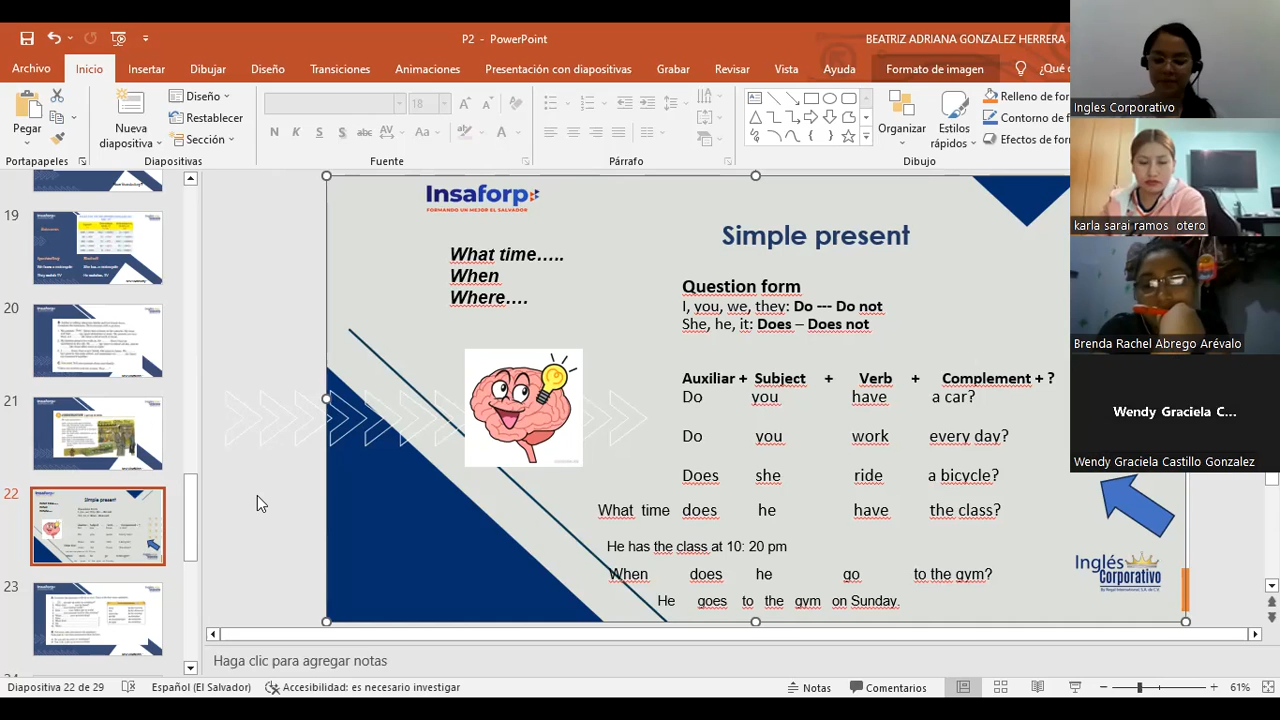 P2 - PowerPoint
BEATRIZ ADRIANA GONZALEZ HERRERA
Archivo Inicio Insertar Dibujar Diseño Transiciones Animaciones Presentación con diapositivas Grabar Revisar Vista Ayuda Formato de imagen ¿Qué
Pegar
Portapapeles
Nueva diapositiva
Diseño
Restablecer
Sección
Diapositivas
18
N K S S abc AV Aa A
Fuente
Párrafo
Organizar
Estilos rápidos
Relleno de for
Contorno de f
Efectos de for
Dibujo
19
20
21
22
23
Insaforp
FORMANDO UN MEJOR EL SALVADOR
Simple present
What time…..
When
Where….
Question form
I, you, we, they: Do --- Do not
She, he, it: Does – Does not
Auxiliar + Subject + Verb + Complement + ?
Do you have a car?
Do you work every day?
Does she ride a bicycle?
What time does he have the class?
He has the class at 10: 20 pm
When does he go to the gym?
He goes to the gym on Sunday.
Inglés
Corporativo
Haga clic para agregar notas
Diapositiva 22 de 29
Español (El Salvador)
Accesibilidad: es necesario investigar
Notas
Comentarios
61%
Ingles Corporativo
karla sarai ramos otero
Brenda Rachel Abrego Arévalo
Wendy Graciela C...
Wendy Graciela Castillo Gonzalez